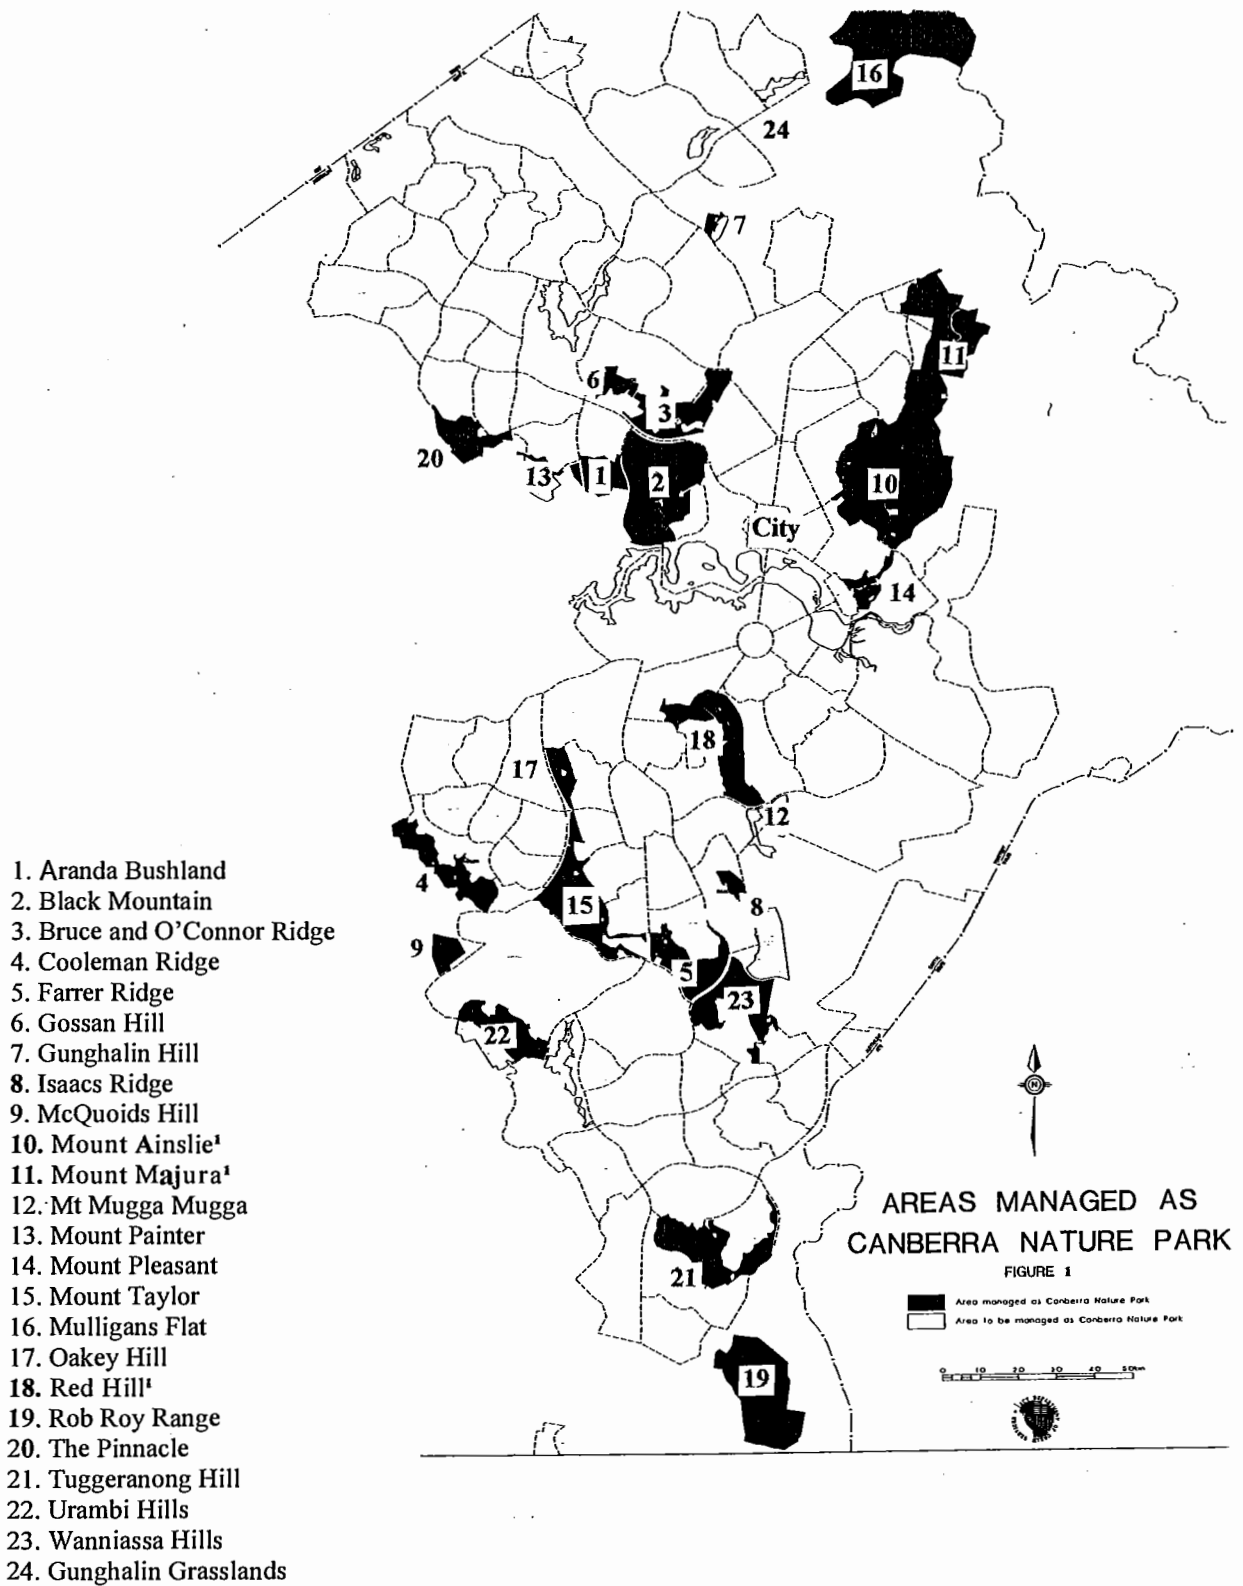 16
24
7
11
6
3
20
13
1
2
10
City
14
18
17
12
4
15
8
9
5
23
22
21
19
1. Aranda Bushland
2. Black Mountain
3. Bruce and O’Connor Ridge
4. Cooleman Ridge
5. Farrer Ridge
6. Gossan Hill
7. Gunghalin Hill
8. Isaacs Ridge
9. McQuoids Hill
10. Mount Ainslie¹
11. Mount Majura¹
12. Mt Mugga Mugga
13. Mount Painter
14. Mount Pleasant
15. Mount Taylor
16. Mulligans Flat
17. Oakey Hill
18. Red Hill¹
19. Rob Roy Range
20. The Pinnacle
21. Tuggeranong Hill
22. Urambi Hills
23. Wanniassa Hills
24. Gunghalin Grasslands
N
AREAS MANAGED AS
CANBERRA NATURE PARK
FIGURE 1
Area managed as Canberra Nature Park
Area to be managed as Canberra Nature Park
0 10 20 30 40 50km